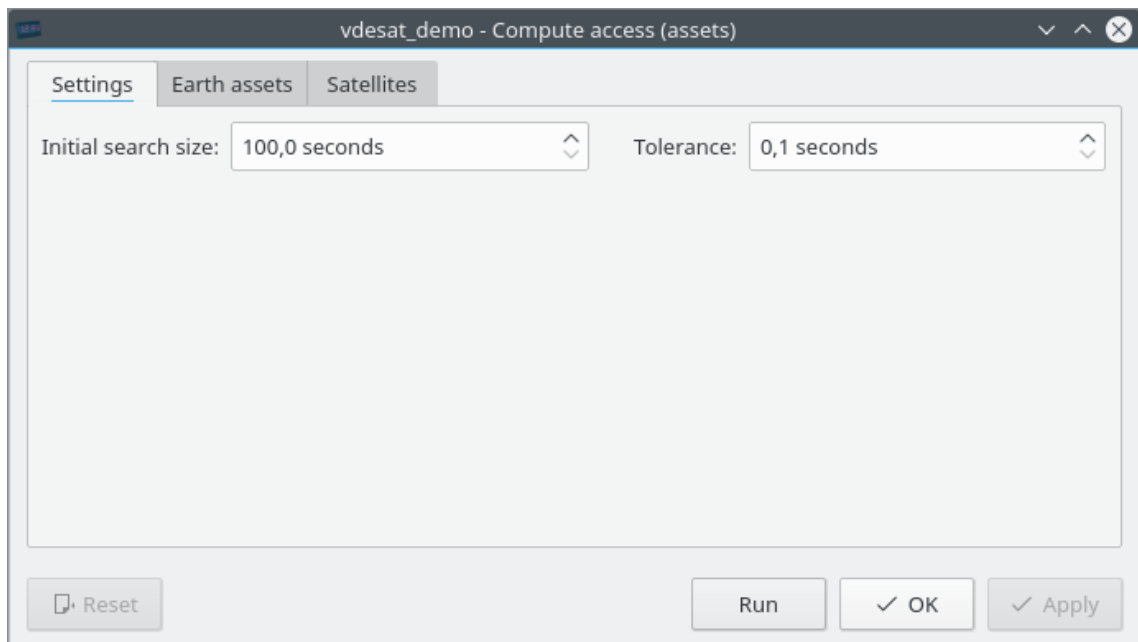 vdesat_demo - Compute access (assets)
Settings Earth assets Satellites
Initial search size: 100,0 seconds Tolerance: 0,1 seconds
Reset Run OK Apply